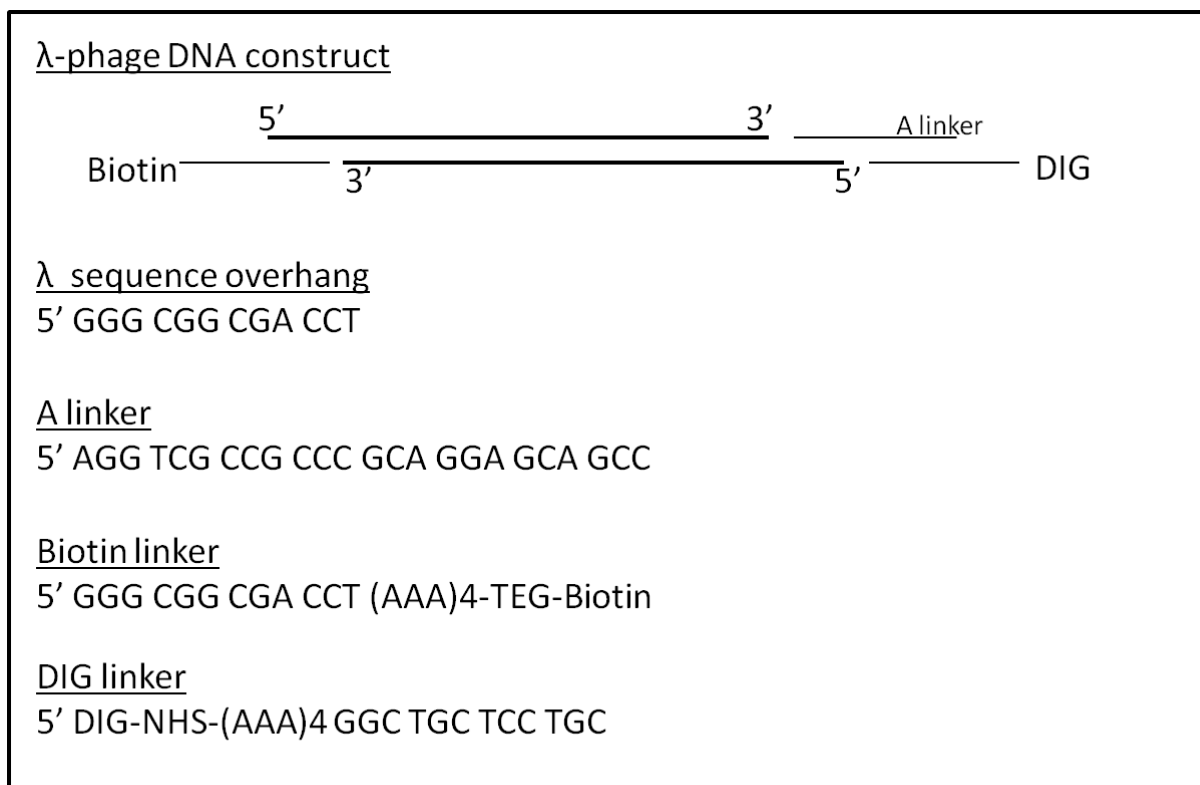 λ-phage DNA construct
5’ 3’ A linker
Biotin 3’ 5’ DIG
λ sequence overhang
5’ GGG CGG CGA CCT
A linker
5’ AGG TCG CCG CCC GCA GGA GCA GCC
Biotin linker
5’ GGG CGG CGA CCT (AAA)4-TEG-Biotin
DIG linker
5’ DIG-NHS-(AAA)4 GGC TGC TCC TGC